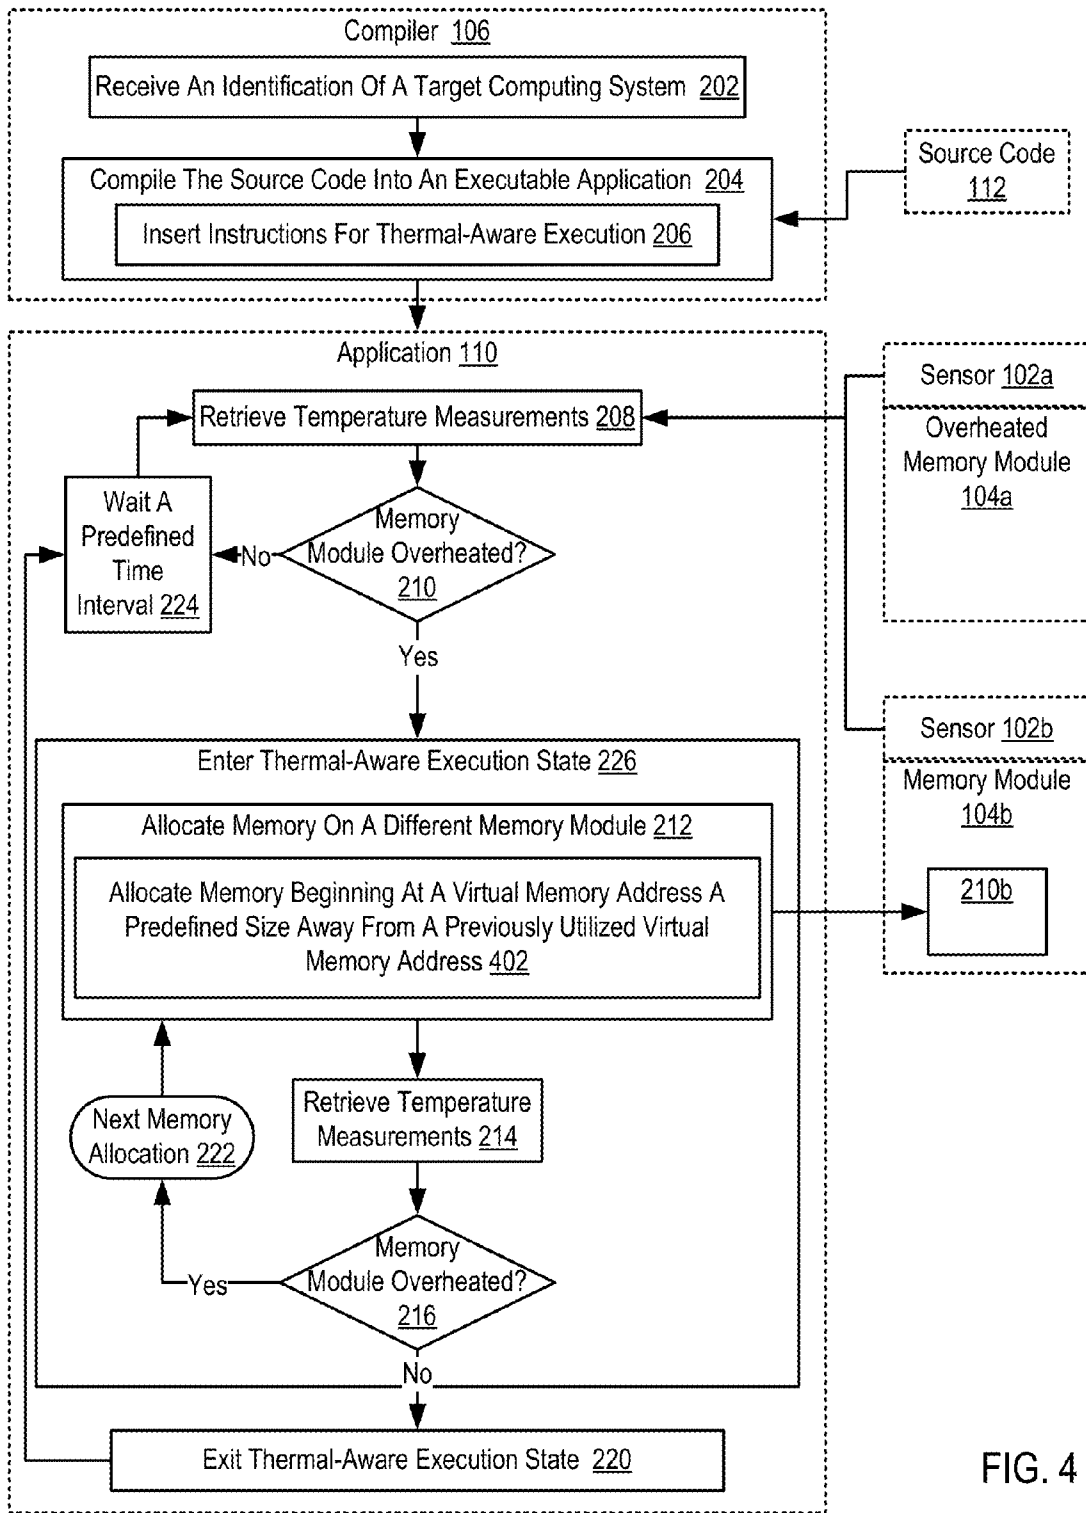 Compiler 106
Receive An Identification Of A Target Computing System 202
Compile The Source Code Into An Executable Application 204
Insert Instructions For Thermal-Aware Execution 206
Source Code
112
Application 110
Retrieve Temperature Measurements 208
Sensor 102a
Overheated
Memory Module
104a
Wait A
Predefined
Time
Interval 224
No
Memory
Module Overheated?
210
Yes
Sensor 102b
Memory Module
104b
210b
Enter Thermal-Aware Execution State 226
Allocate Memory On A Different Memory Module 212
Allocate Memory Beginning At A Virtual Memory Address A
Predefined Size Away From A Previously Utilized Virtual
Memory Address 402
Next Memory
Allocation 222
Retrieve Temperature
Measurements 214
Memory
Module Overheated?
216
Yes
No
Exit Thermal-Aware Execution State 220
FIG. 4